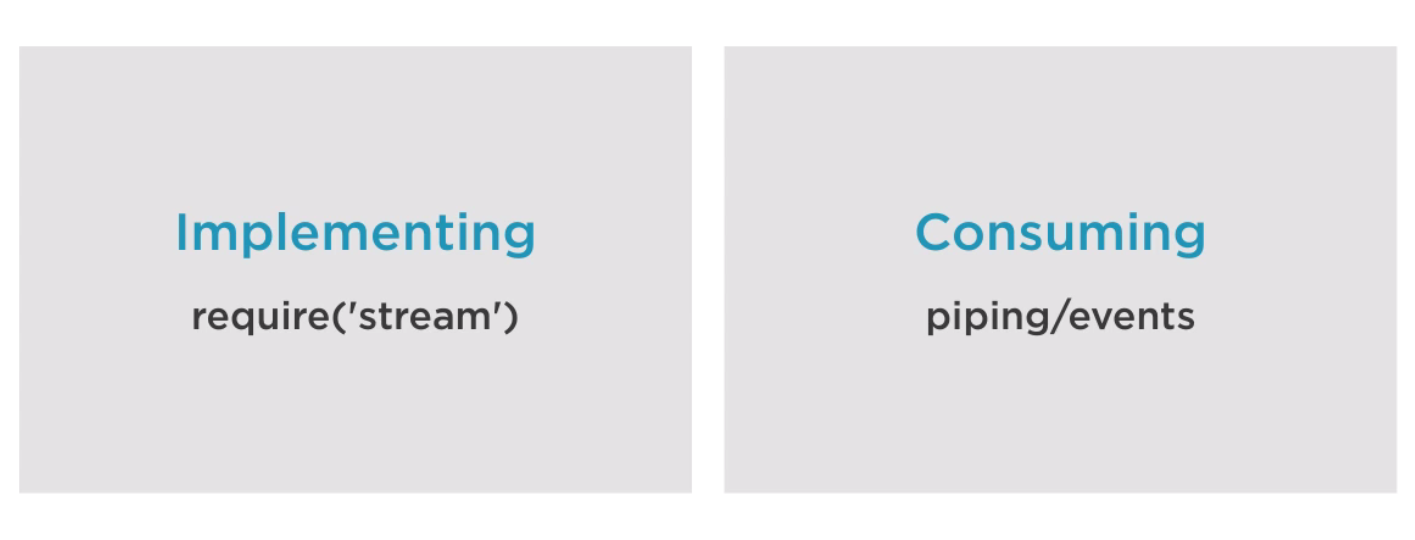 Implementing
require('stream')
Consuming
piping/events